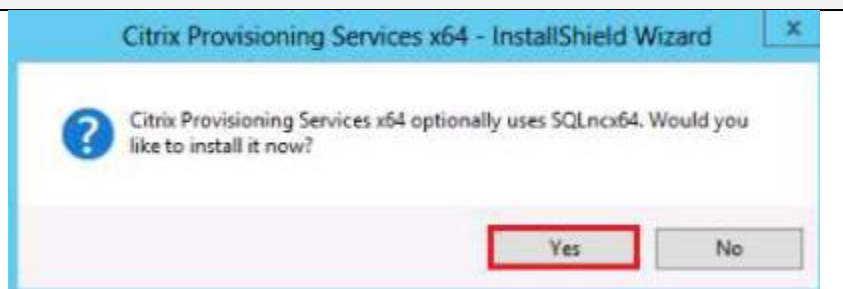 Citrix Provisioning Services x64 - InstallShield Wizard
x
Citrix Provisioning Services x64 optionally uses SQLncx64. Would you
like to install it now?
Yes
No